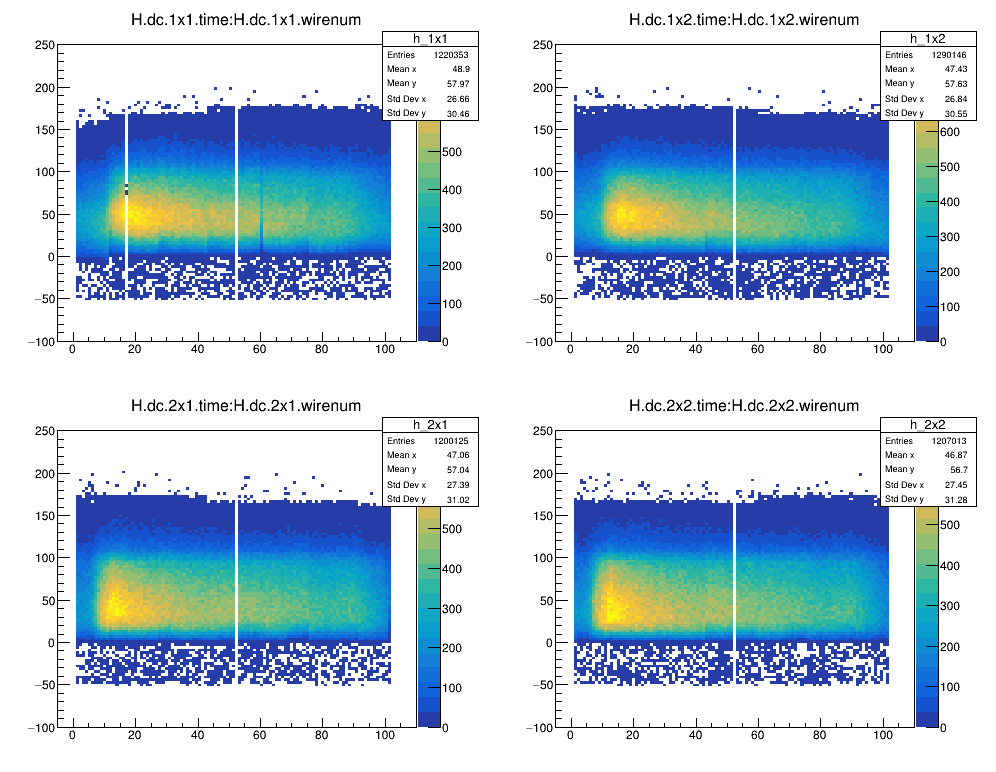 H.dc.1x1.time:H.dc.1x1.wirenum
h_1x1
Entries 1220353
Mean x 48.9
Mean y 57.97
Std Dev x 26.66
Std Dev y 30.46
250
200
150
100
50
0
−50
−100
0 20 40 60 80 100
500
400
300
200
100
0
H.dc.1x2.time:H.dc.1x2.wirenum
h_1x2
Entries 1290146
Mean x 47.43
Mean y 57.63
Std Dev x 26.84
Std Dev y 30.55
250
200
150
100
50
0
−50
−100
0 20 40 60 80 100
600
500
400
300
200
100
0
H.dc.2x1.time:H.dc.2x1.wirenum
h_2x1
Entries 1200125
Mean x 47.06
Mean y 57.04
Std Dev x 27.39
Std Dev y 31.02
250
200
150
100
50
0
−50
−100
0 20 40 60 80 100
500
400
300
200
100
0
H.dc.2x2.time:H.dc.2x2.wirenum
h_2x2
Entries 1207013
Mean x 46.87
Mean y 56.7
Std Dev x 27.45
Std Dev y 31.28
250
200
150
100
50
0
−50
−100
0 20 40 60 80 100
500
400
300
200
100
0